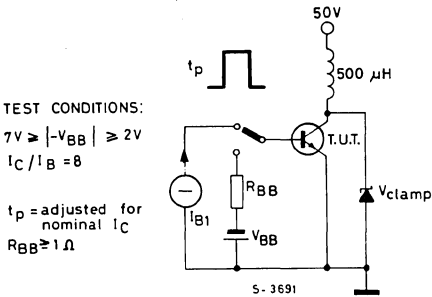 50V
500 µH
tp
TEST CONDITIONS:
7V ≥ |-VBB| ≥ 2V
IC/IB = 8
tp = adjusted for
nominal IC
RBB ≥ 1 Ω
T.U.T.
RBB
Vclamp
IB1
VBB
S-3691